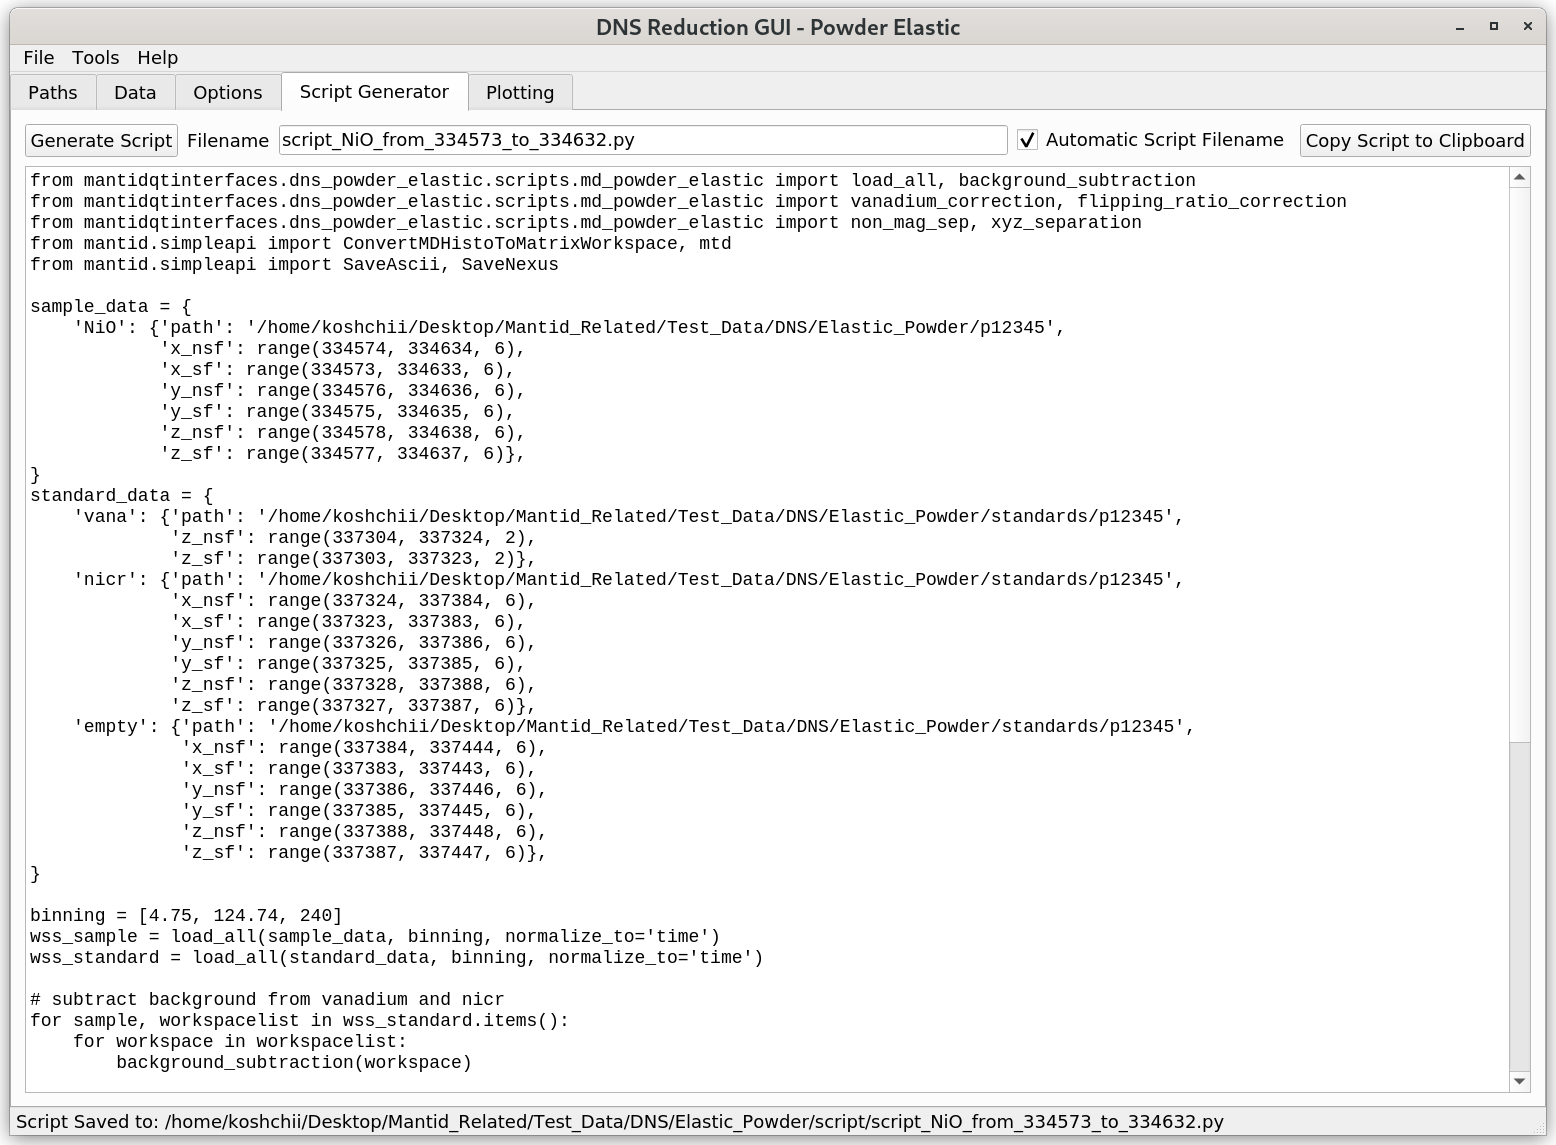 DNS Reduction GUI - Powder Elastic
File Tools Help
Paths Data Options Script Generator Plotting
Generate Script Filename script_NiO_from_334573_to_334632.py Automatic Script Filename Copy Script to Clipboard
from mantidqtinterfaces.dns_powder_elastic.scripts.md_powder_elastic import load_all, background_subtraction
from mantidqtinterfaces.dns_powder_elastic.scripts.md_powder_elastic import vanadium_correction, flipping_ratio_correction
from mantidqtinterfaces.dns_powder_elastic.scripts.md_powder_elastic import non_mag_sep, xyz_separation
from mantid.simpleapi import ConvertMDHistoToMatrixWorkspace, mtd
from mantid.simpleapi import SaveAscii, SaveNexus

sample_data = {
    'NiO': {'path': '/home/koshchii/Desktop/Mantid_Related/Test_Data/DNS/Elastic_Powder/p12345',
            'x_nsf': range(334574, 334634, 6),
            'x_sf': range(334573, 334633, 6),
            'y_nsf': range(334576, 334636, 6),
            'y_sf': range(334575, 334635, 6),
            'z_nsf': range(334578, 334638, 6),
            'z_sf': range(334577, 334637, 6)},
}
standard_data = {
    'vana': {'path': '/home/koshchii/Desktop/Mantid_Related/Test_Data/DNS/Elastic_Powder/standards/p12345',
             'z_nsf': range(337304, 337324, 2),
             'z_sf': range(337303, 337323, 2)},
    'nicr': {'path': '/home/koshchii/Desktop/Mantid_Related/Test_Data/DNS/Elastic_Powder/standards/p12345',
             'x_nsf': range(337324, 337384, 6),
             'x_sf': range(337323, 337383, 6),
             'y_nsf': range(337326, 337386, 6),
             'y_sf': range(337325, 337385, 6),
             'z_nsf': range(337328, 337388, 6),
             'z_sf': range(337327, 337387, 6)},
    'empty': {'path': '/home/koshchii/Desktop/Mantid_Related/Test_Data/DNS/Elastic_Powder/standards/p12345',
              'x_nsf': range(337384, 337444, 6),
              'x_sf': range(337383, 337443, 6),
              'y_nsf': range(337386, 337446, 6),
              'y_sf': range(337385, 337445, 6),
              'z_nsf': range(337388, 337448, 6),
              'z_sf': range(337387, 337447, 6)},
}

binning = [4.75, 124.74, 240]
wss_sample = load_all(sample_data, binning, normalize_to='time')
wss_standard = load_all(standard_data, binning, normalize_to='time')

# subtract background from vanadium and nicr
for sample, workspacelist in wss_standard.items():
    for workspace in workspacelist:
        background_subtraction(workspace)
Script Saved to: /home/koshchii/Desktop/Mantid_Related/Test_Data/DNS/Elastic_Powder/script/script_NiO_from_334573_to_334632.py